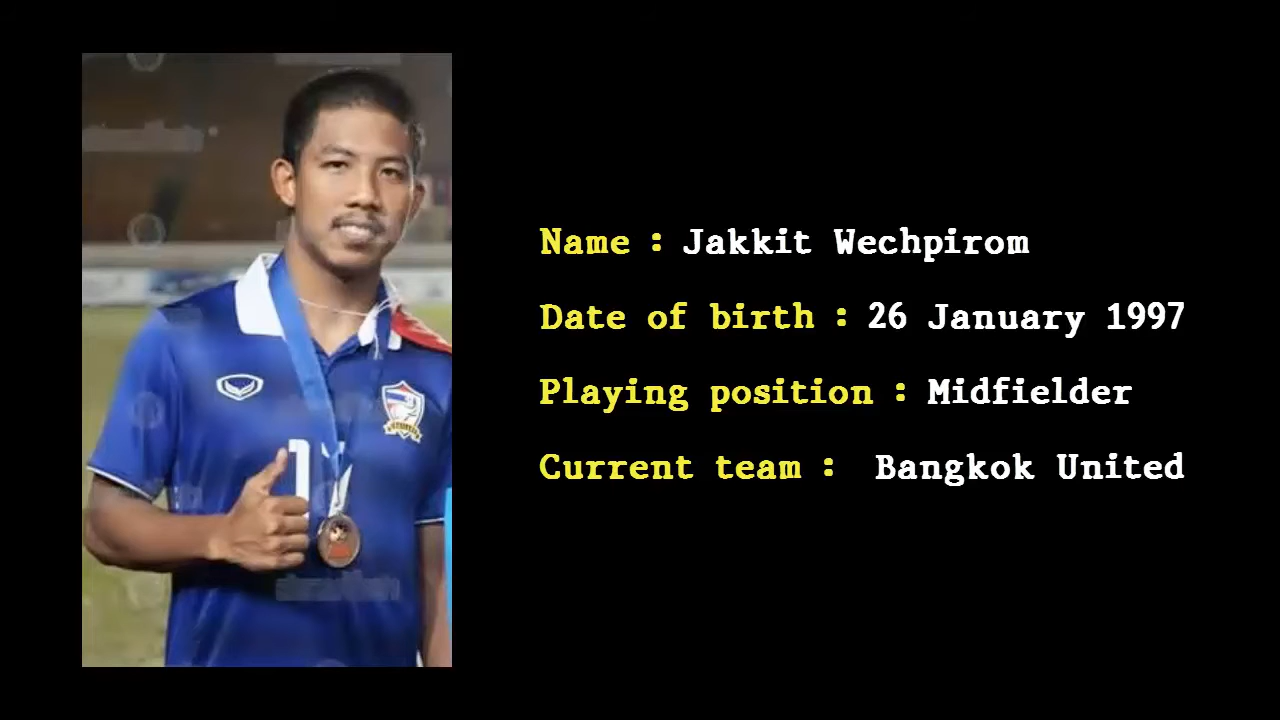 Name : Jakkit Wechpirom
Date of birth : 26 January 1997
Playing position : Midfielder
Current team : Bangkok United